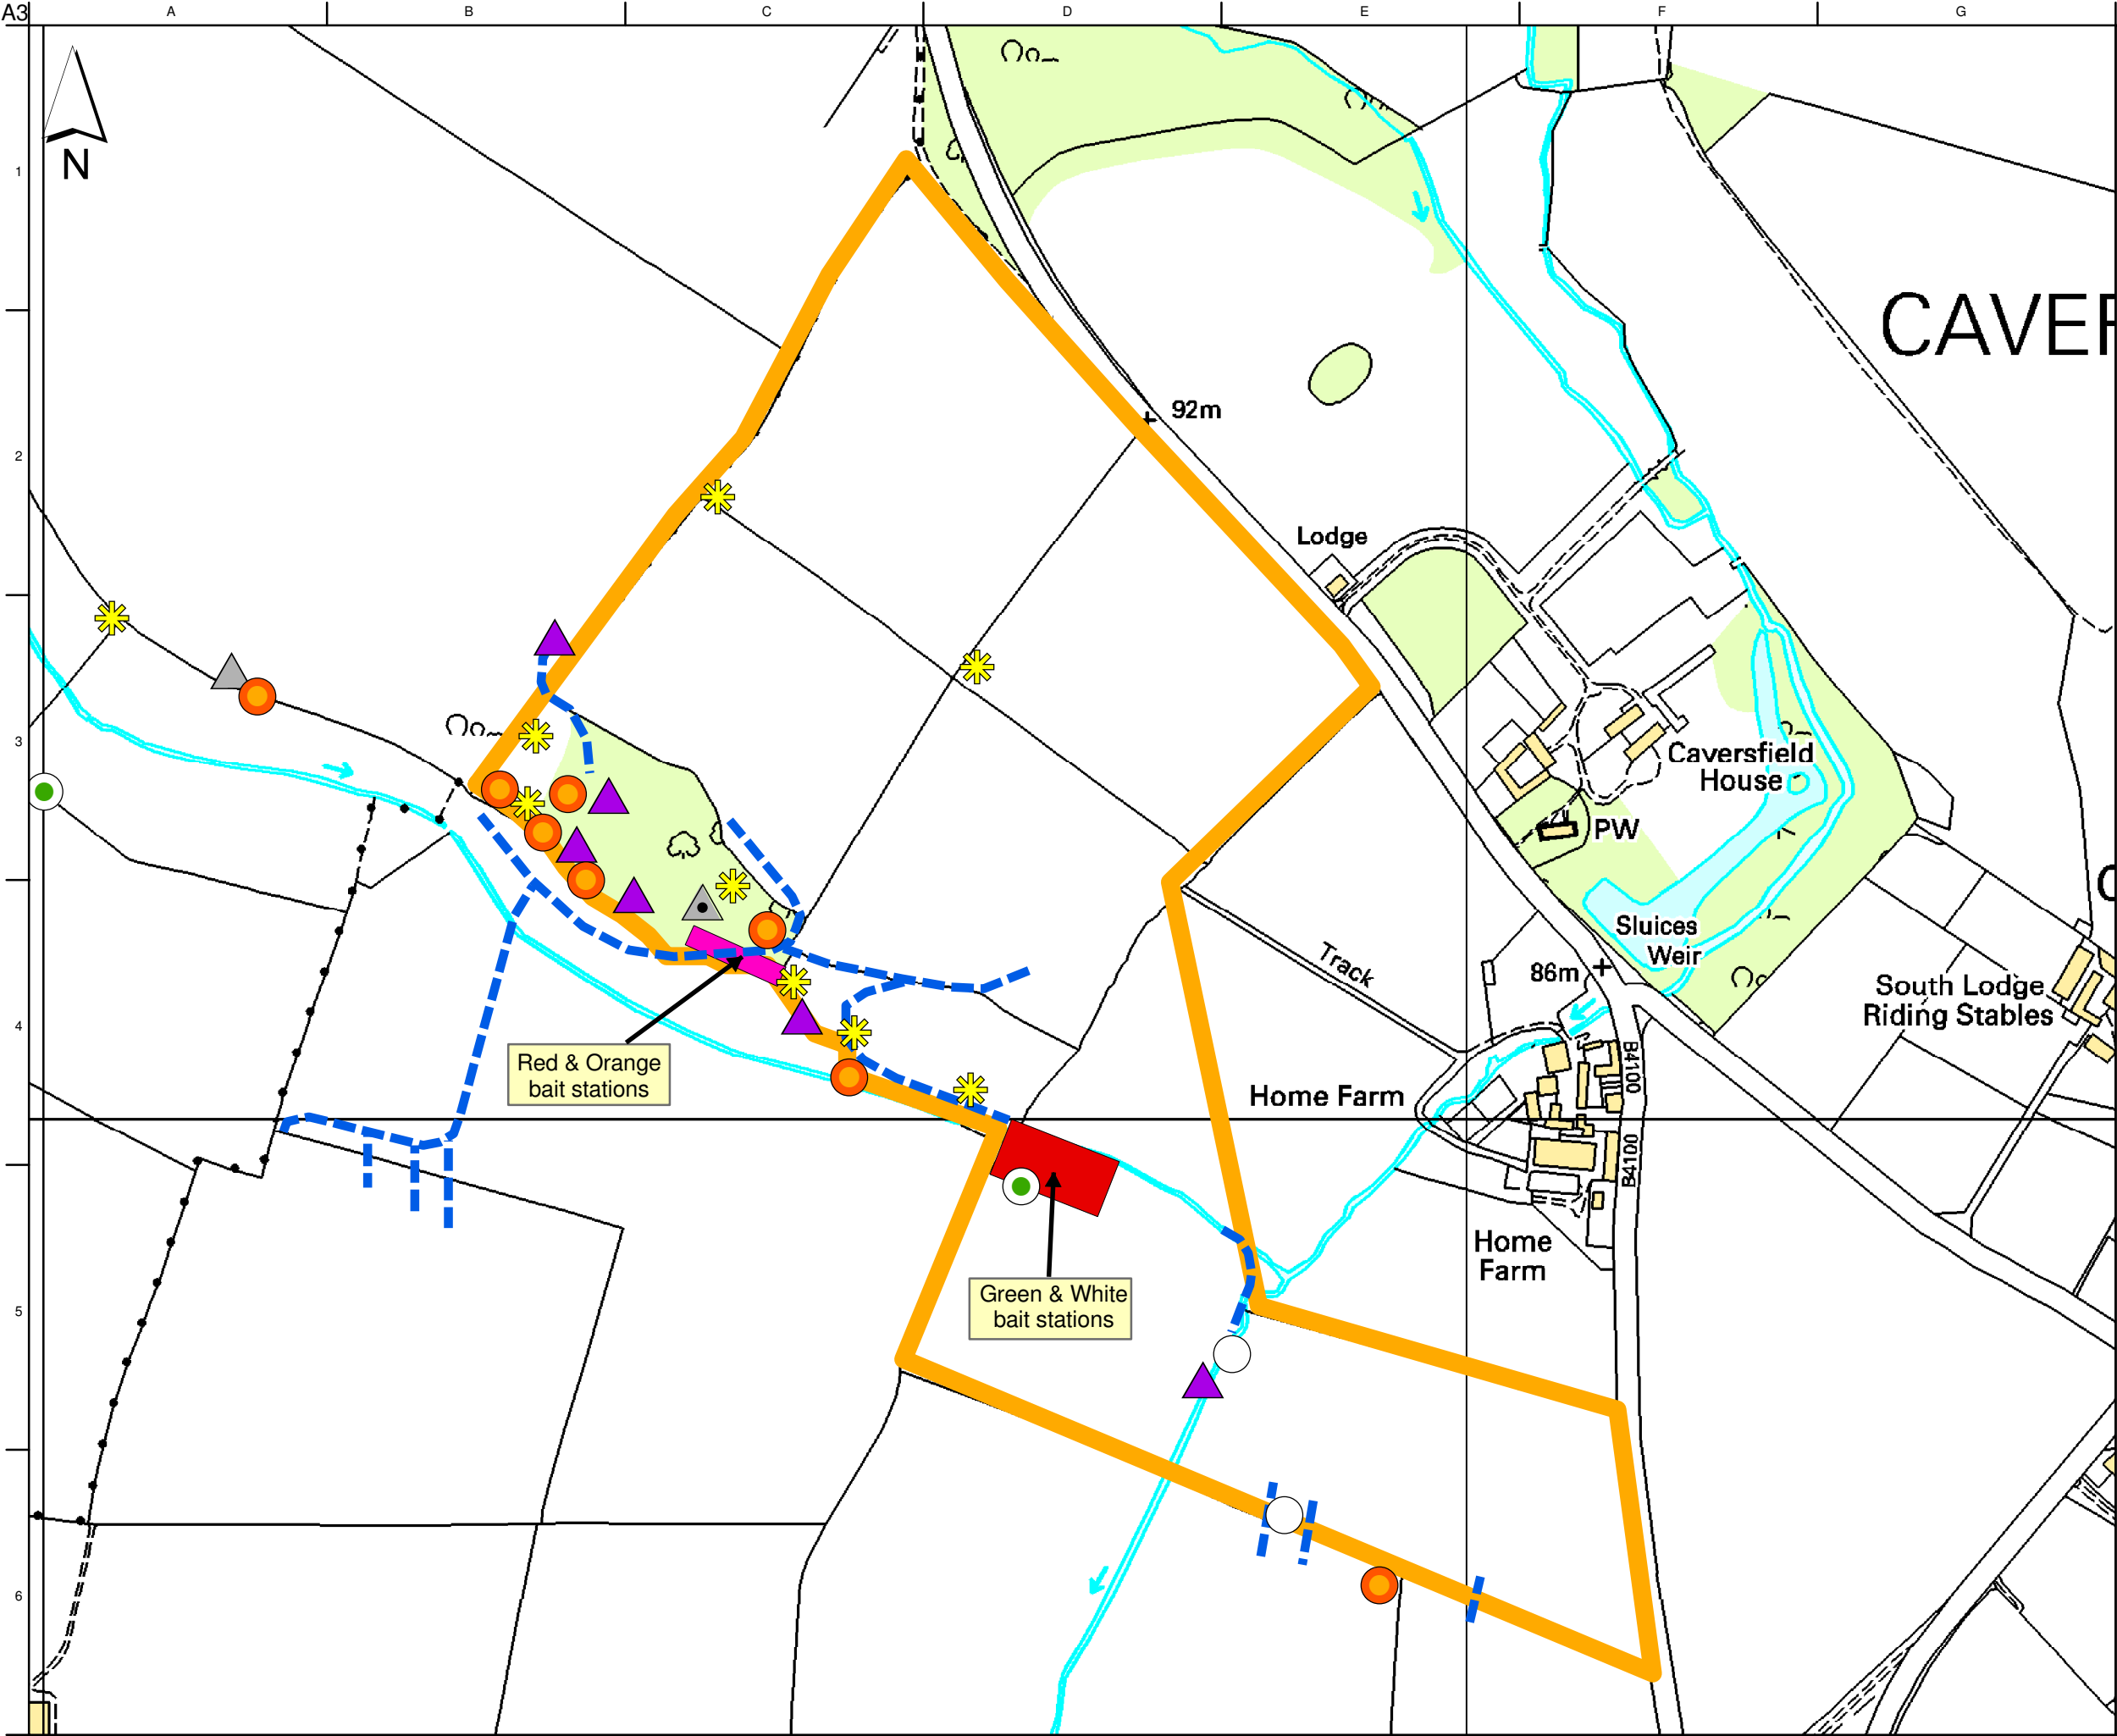 A3
A
B
C
D
E
F
G
1
2
3
4
5
6
N
CAVER
92m
Lodge
Caversfield
House
PW
Sluices
Weir
Track
86m
South Lodge
Riding Stables
Red & Orange
bait stations
Home Farm
B4100
B4100
Home
Farm
Green & White
bait stations